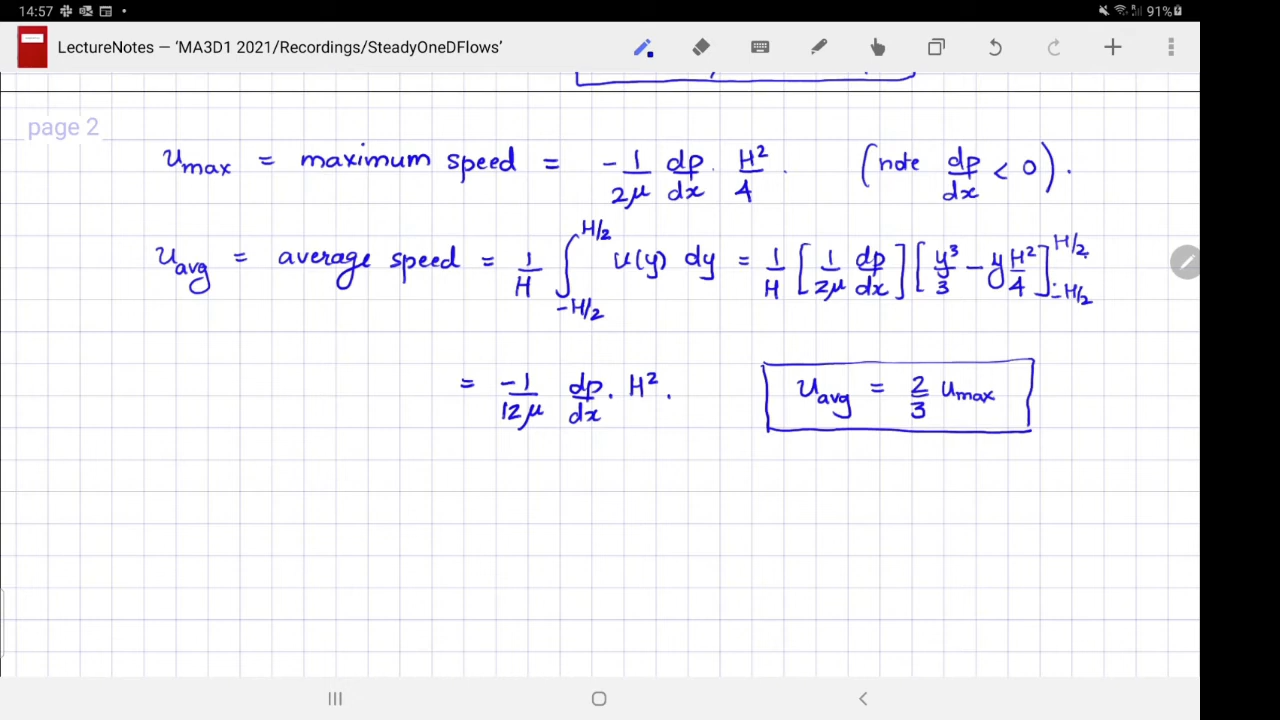 14:57 91%
LectureNotes — 'MA3D1 2021/Recordings/SteadyOneDFlows'
page 2
u_max = maximum speed = -1/2μ dp/dx . H²/4 . (note dp/dx < 0).
u_avg = average speed = 1/H ∫_{-H/2}^{H/2} u(y) dy = 1/H [1/2μ dp/dx] [y³/3 - y H²/4]_{-H/2}^{H/2}
= -1/12μ dp/dx . H². u_avg = 2/3 u_max